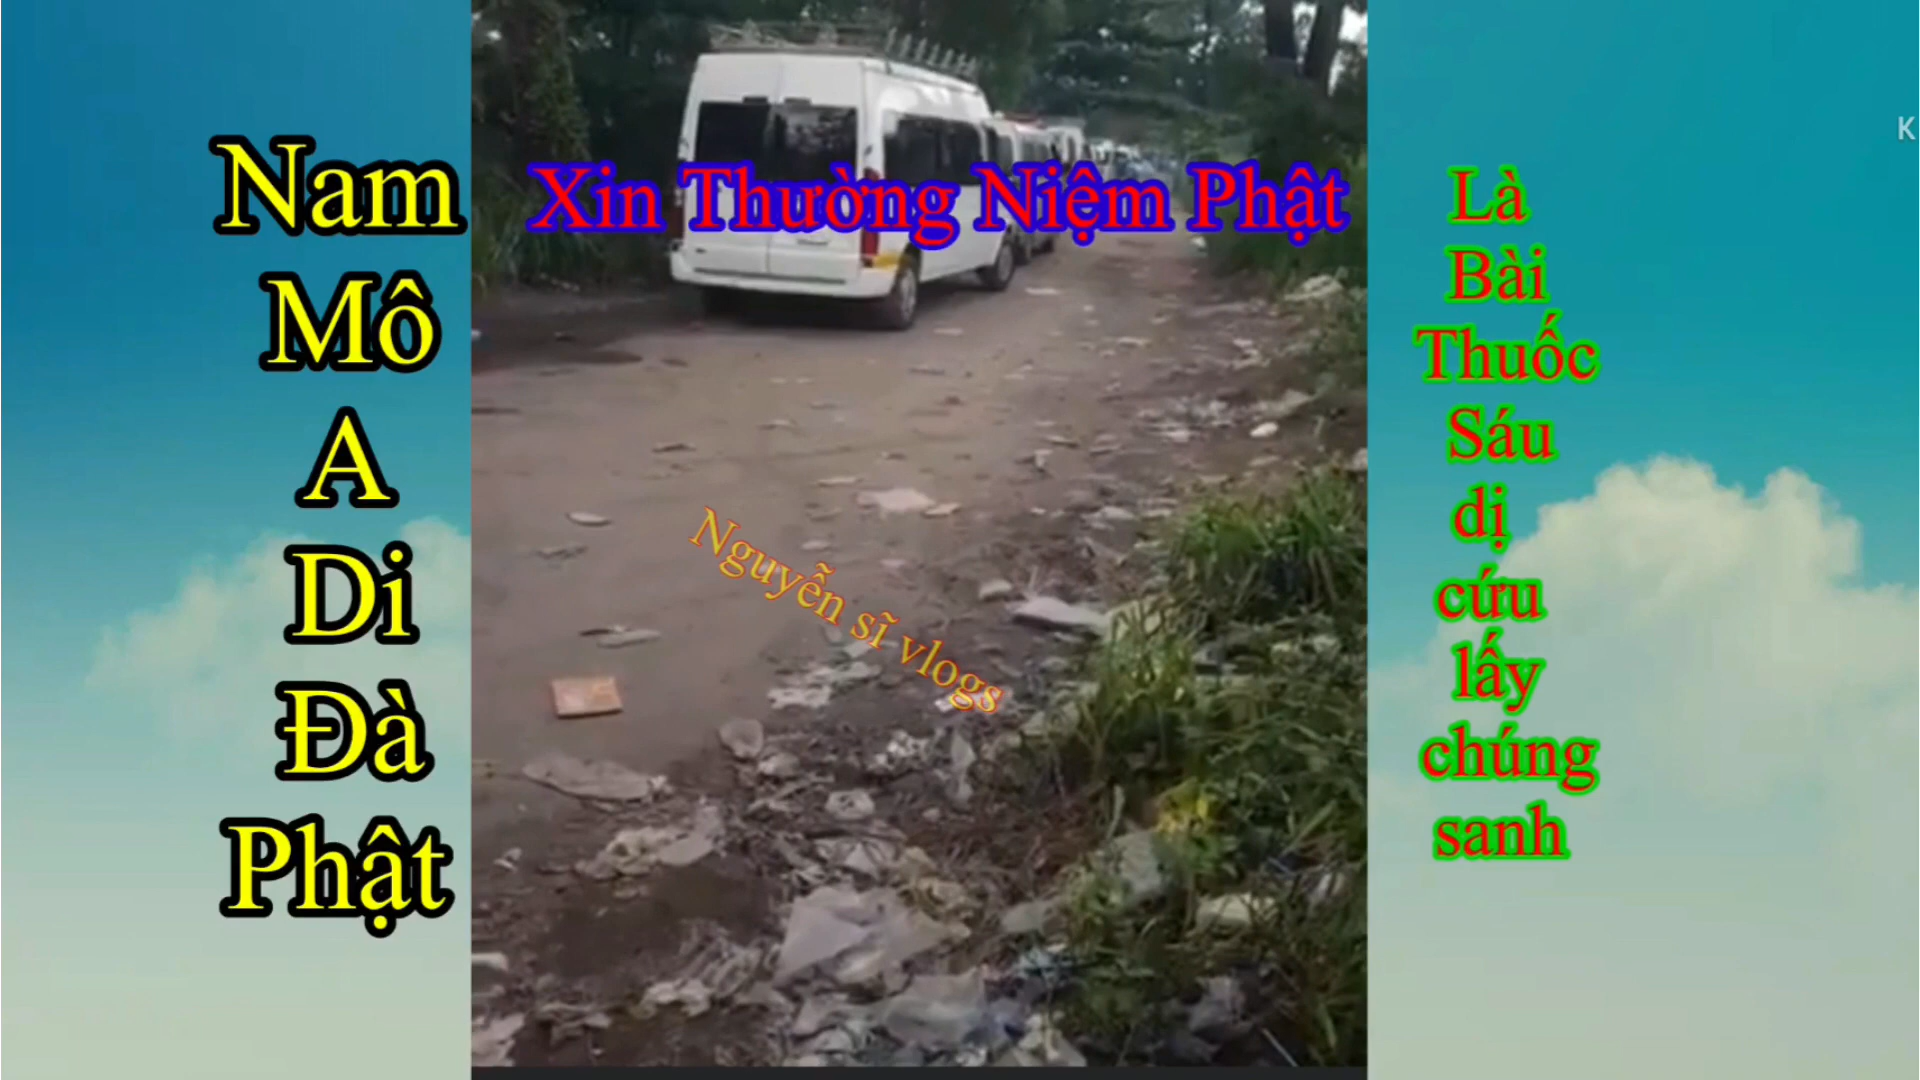 Nam
Mô
A
Di
Đà
Phật
Xin Thường Niệm Phật
Nguyễn sĩ vlogs
Là
Bài
Thuốc
Sáu
dị
cứu
lấy
chúng
sanh
K